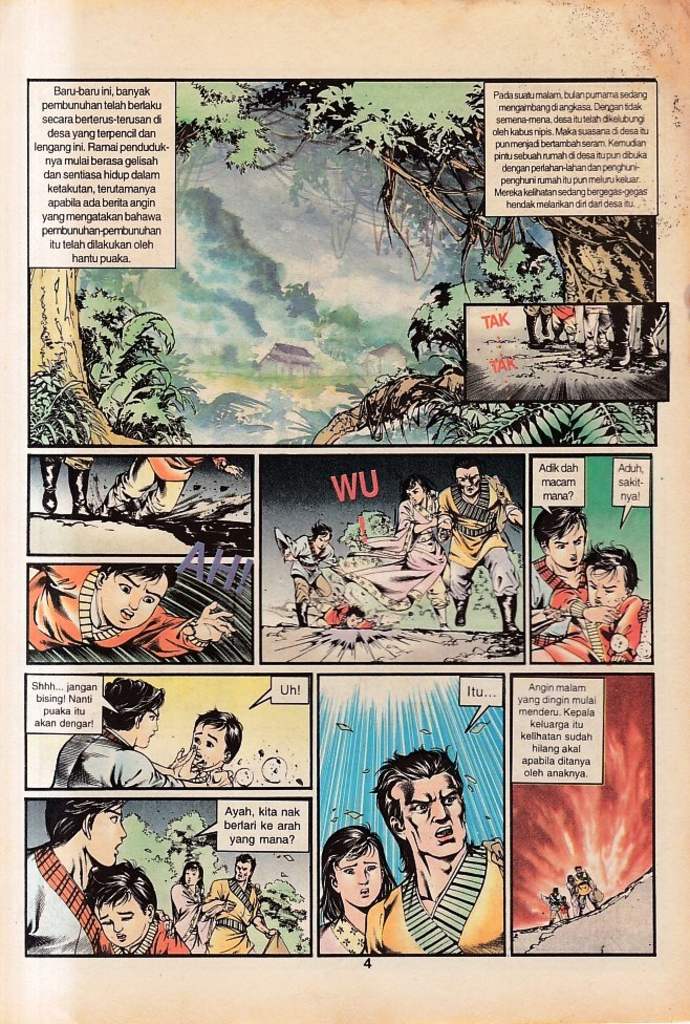 Baru-baru ini, banyak
pembunuhan telah berlaku
secara berterus-terusan di
desa yang terpencil dan
lengang ini. Ramai penduduk-
nya mulai berasa gelisah
dan sentiasa hidup dalam
ketakutan, terutamanya
apabila ada berita angin
yang mengatakan bahawa
pembunuhan-pembunuhan
itu telah dilakukan oleh
hantu puaka.
Pada suatu malam, bulan purnama sedang
mengambang di angkasa. Dengan tidak
semena-mena, desa itu telah dikelubungi
oleh kabus nipis. Maka suasana di desa itu
pun menjadi bertambah seram. Kemudian
pintu sebuah rumah di desa itu pun dibuka
dengan perlahan-lahan dan penghuni-
penghuni rumah itu pun meluru keluar.
Mereka kelihatan sedang bergegas-gegas
hendak melarikan diri dari desa itu.
TAK
TAK
AH!
WU
!
Adik dah
macam
mana?
Aduh,
sakit-
nya!
Shhh... jangan
bising! Nanti
puaka itu
akan dengar!
Uh!
Ayah, kita nak
berlari ke arah
yang mana?
Itu...
Angin malam
yang dingin mulai
menderu. Kepala
keluarga itu
kelihatan sudah
hilang akal
apabila ditanya
oleh anaknya.
4